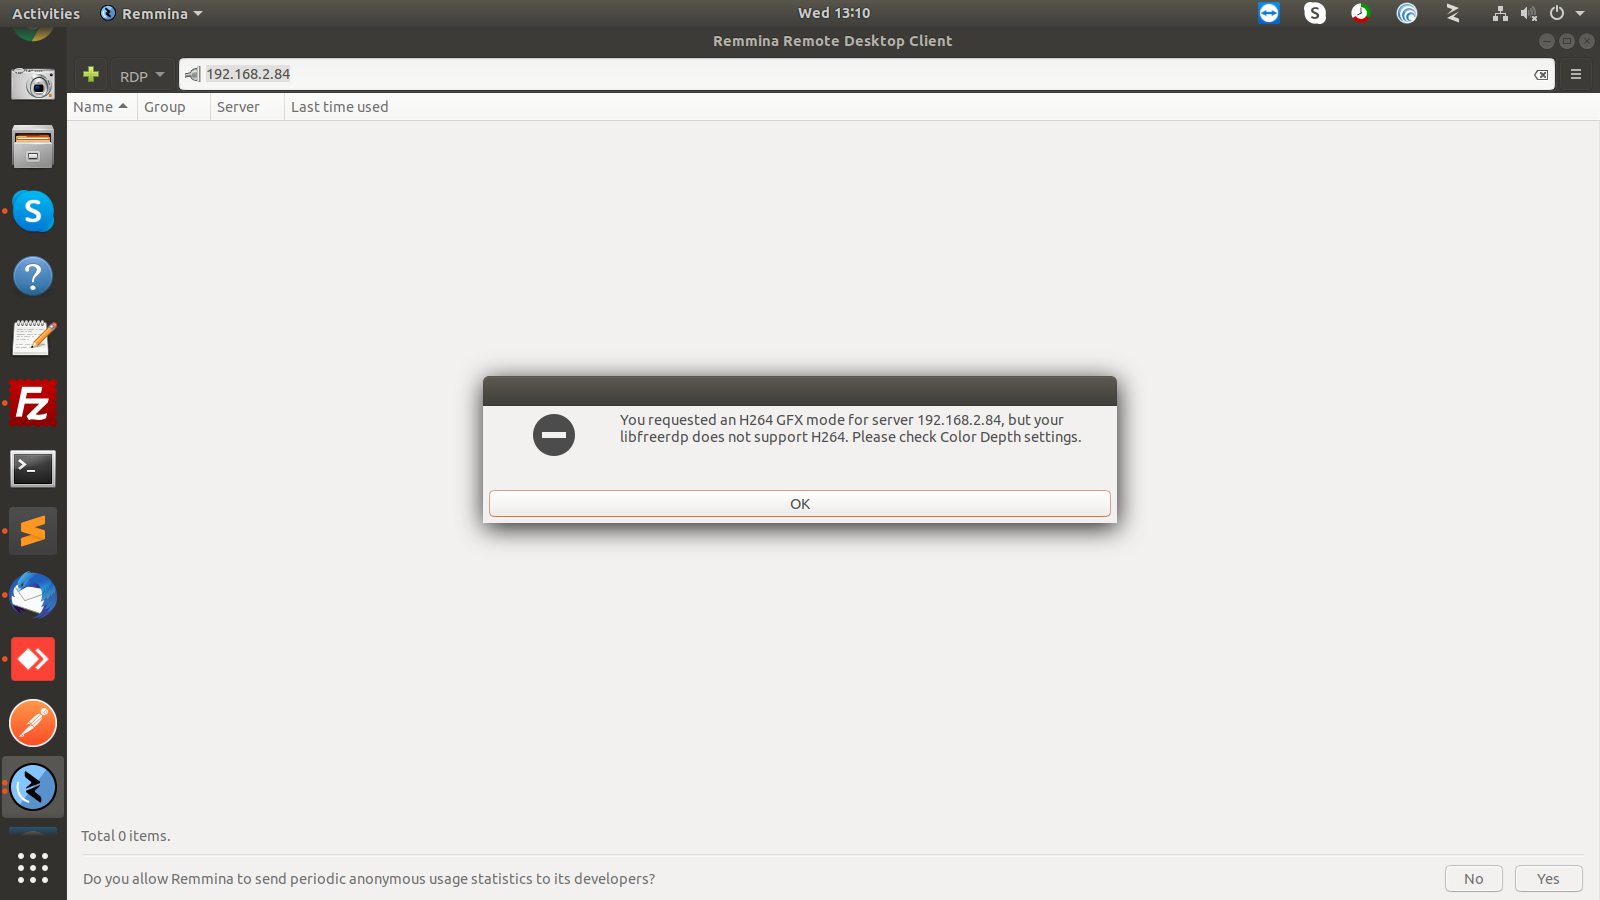 Activities
Remmina
Wed 13:10
Remmina Remote Desktop Client
RDP
192.168.2.84
Name
Group
Server
Last time used
You requested an H264 GFX mode for server 192.168.2.84, but your
libfreerdp does not support H264. Please check Color Depth settings.
OK
Total 0 items.
Do you allow Remmina to send periodic anonymous usage statistics to its developers?
No
Yes